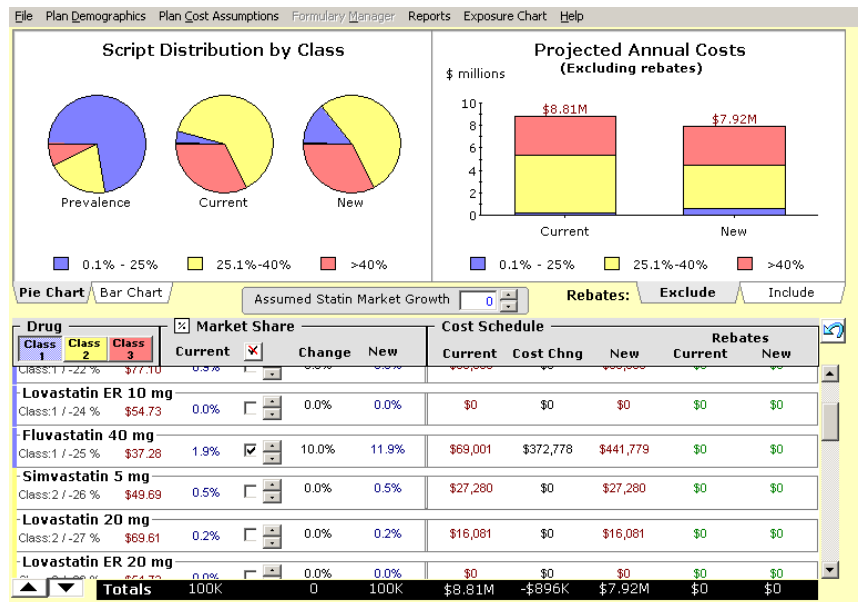 File Plan Demographics Plan Cost Assumptions Formulary Manager Reports Exposure Chart Help
Script Distribution by Class
Prevalence Current New
0.1% - 25% 25.1%-40% >40%
Projected Annual Costs
(Excluding rebates)
$ millions
10
8
6
4
2
0
$8.81M $7.92M
Current New
0.1% - 25% 25.1%-40% >40%
Pie Chart Bar Chart
Assumed Statin Market Growth 0
Rebates: Exclude Include
Drug % Market Share Cost Schedule
Rebates
Class 1 Class 2 Class 3 Current Change New Current Cost Chng New Current New
Class:1 / -22 % $77.10 0.9%
Lovastatin ER 10 mg
Class:1 / -24 % $54.73 0.0% 0.0% 0.0% $0 $0 $0 $0 $0
Fluvastatin 40 mg
Class:1 / -25 % $37.28 1.9% 10.0% 11.9% $69,001 $372,778 $441,779 $0 $0
Simvastatin 5 mg
Class:2 / -26 % $49.69 0.5% 0.0% 0.5% $27,280 $0 $27,280 $0 $0
Lovastatin 20 mg
Class:2 / -27 % $69.61 0.2% 0.0% 0.2% $16,081 $0 $16,081 $0 $0
Lovastatin ER 20 mg
0.0% 0.0% 0.0% $0 $0 $0 $0 $0
Totals 100K 0 100K $8.81M -$896K $7.92M $0 $0